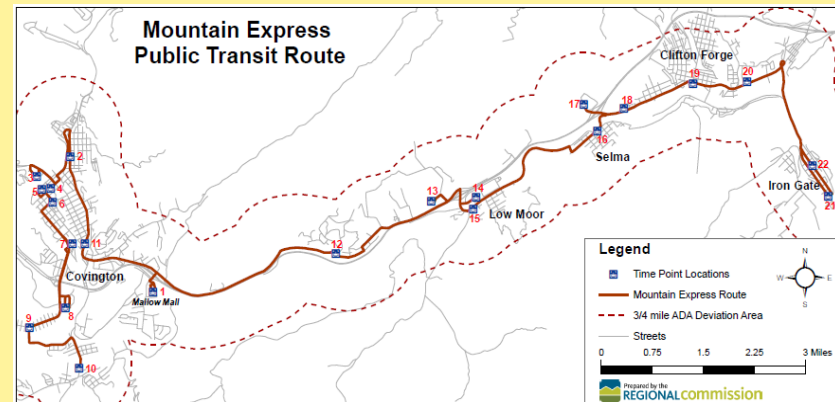 Mountain Express
Public Transit Route
Clifton Forge
19
20
17
18
16
Selma
2
3
4
5
6
22
Iron Gate
21
13
14
15
Low Moor
7
11
12
Covington
1
Mallow Mall
8
9
10
Legend
Time Point Locations
Mountain Express Route
3/4 mile ADA Deviation Area
Streets
N
W
E
S
0 0.75 1.5 2.25 3 Miles
Prepared by the
REGIONALcommission